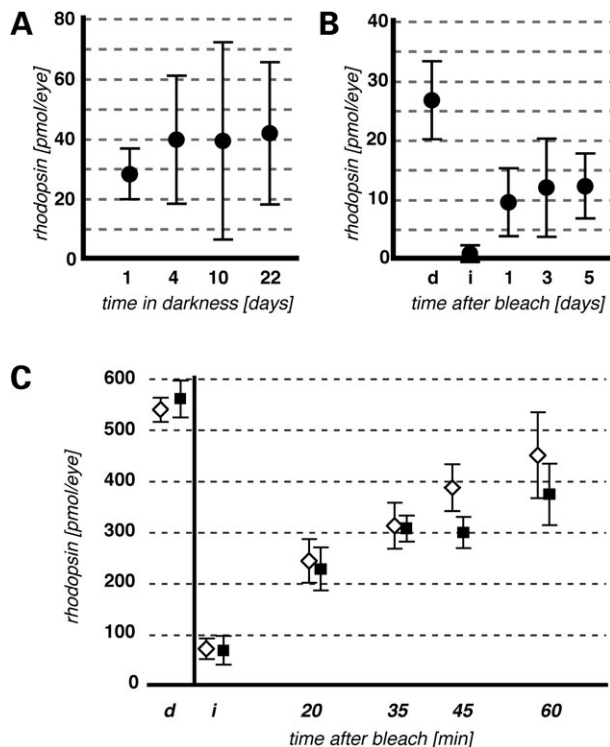 A
rhodopsin [pmol/eye]
80
60
40
20
0
1 4 10 22
time in darkness [days]
B
rhodopsin [pmol/eye]
40
30
20
10
0
d i 1 3 5
time after bleach [days]
C
rhodopsin [pmol/eye]
600
500
400
300
200
100
0
d i 20 35 45 60
time after bleach [min]